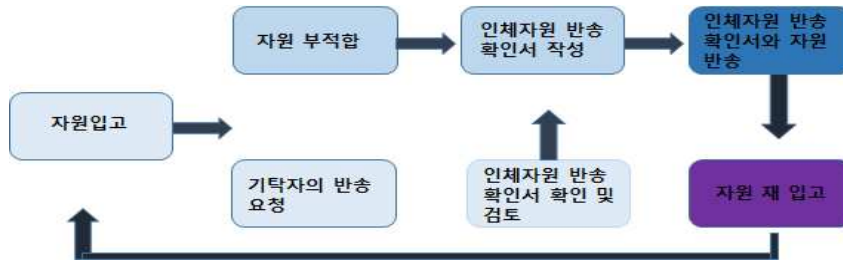 자원 부적합
인체자원 반송
확인서 작성
인체자원 반송
확인서와 자원
반송
자원입고
기탁자의 반송
요청
인체자원 반송
확인서 확인 및
검토
자원 재 입고